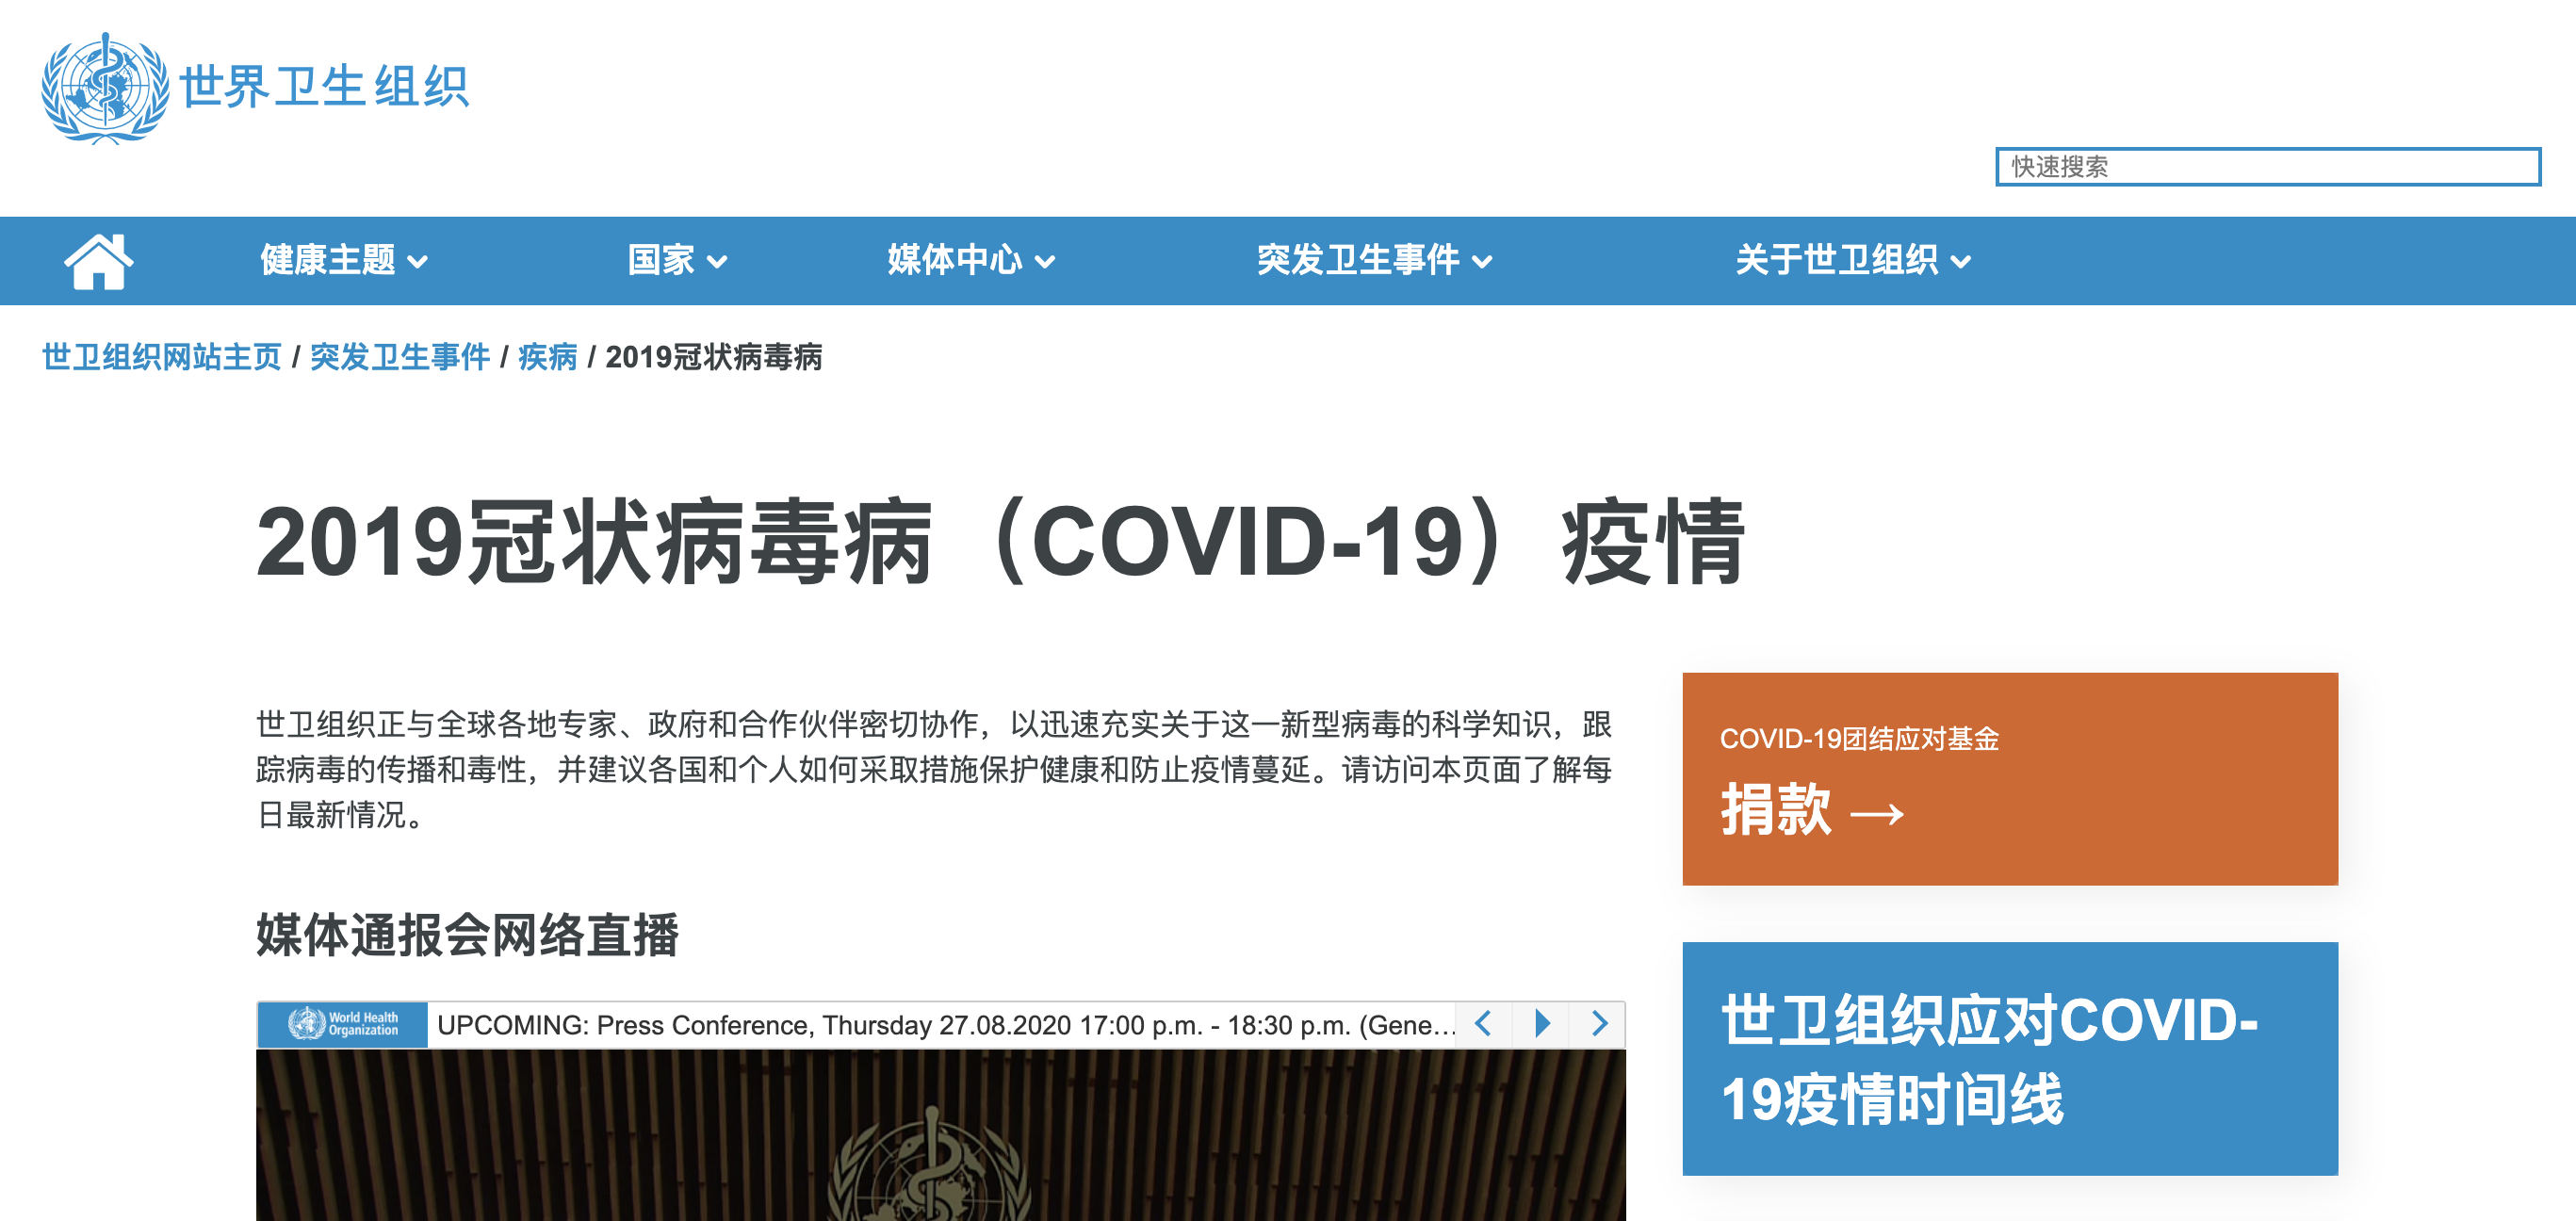 世界卫生组织
快速搜索
健康主题 国家 媒体中心 突发卫生事件 关于世卫组织
世卫组织网站主页 / 突发卫生事件 / 疾病 / 2019冠状病毒病
2019冠状病毒病（COVID-19）疫情
世卫组织正与全球各地专家、政府和合作伙伴密切协作，以迅速充实关于这一新型病毒的科学知识，跟
踪病毒的传播和毒性，并建议各国和个人如何采取措施保护健康和防止疫情蔓延。请访问本页面了解每
日最新情况。
媒体通报会网络直播
World Health
Organization
UPCOMING: Press Conference, Thursday 27.08.2020 17:00 p.m. - 18:30 p.m. (Gene...
COVID-19团结应对基金
捐款 →
世卫组织应对COVID-
19疫情时间线